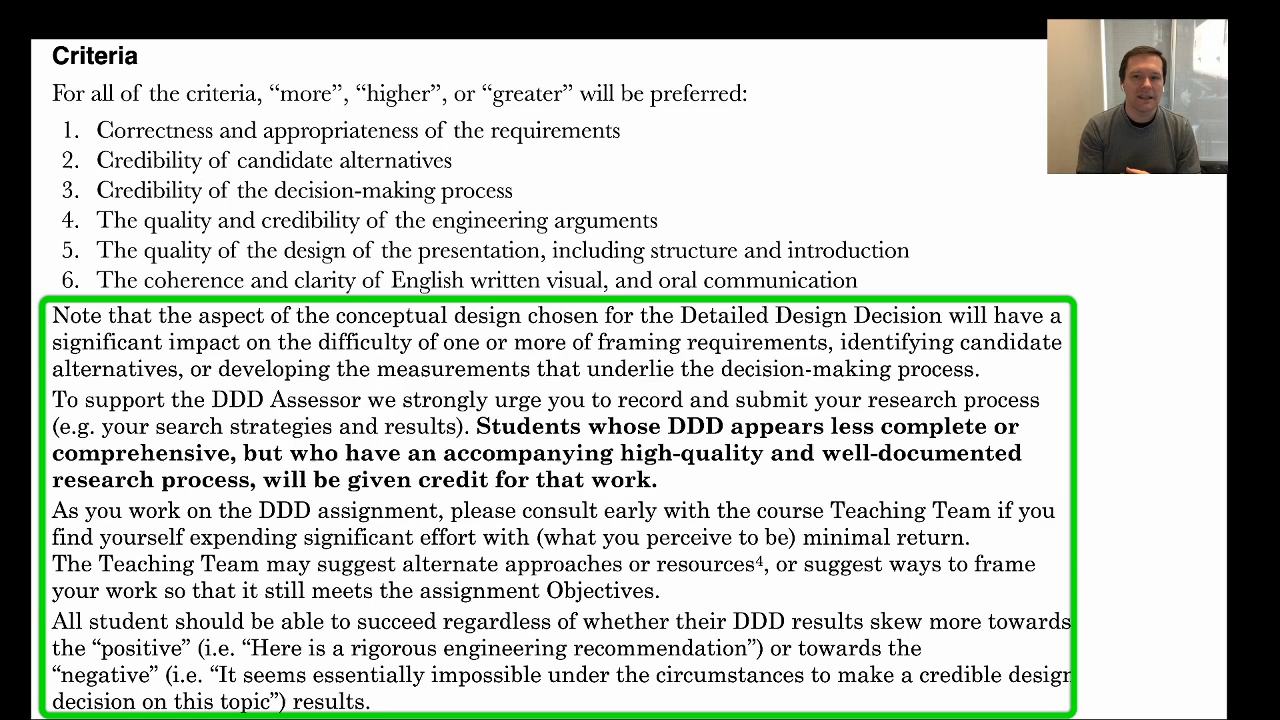 Criteria
For all of the criteria, “more”, “higher”, or “greater” will be preferred:
1. Correctness and appropriateness of the requirements
2. Credibility of candidate alternatives
3. Credibility of the decision-making process
4. The quality and credibility of the engineering arguments
5. The quality of the design of the presentation, including structure and introduction
6. The coherence and clarity of English written visual, and oral communication
Note that the aspect of the conceptual design chosen for the Detailed Design Decision will have a
significant impact on the difficulty of one or more of framing requirements, identifying candidate
alternatives, or developing the measurements that underlie the decision-making process.
To support the DDD Assessor we strongly urge you to record and submit your research process
(e.g. your search strategies and results). Students whose DDD appears less complete or
comprehensive, but who have an accompanying high-quality and well-documented
research process, will be given credit for that work.
As you work on the DDD assignment, please consult early with the course Teaching Team if you
find yourself expending significant effort with (what you perceive to be) minimal return.
The Teaching Team may suggest alternate approaches or resources⁴, or suggest ways to frame
your work so that it still meets the assignment Objectives.
All student should be able to succeed regardless of whether their DDD results skew more towards
the “positive” (i.e. “Here is a rigorous engineering recommendation”) or towards the
“negative” (i.e. “It seems essentially impossible under the circumstances to make a credible design
decision on this topic”) results.